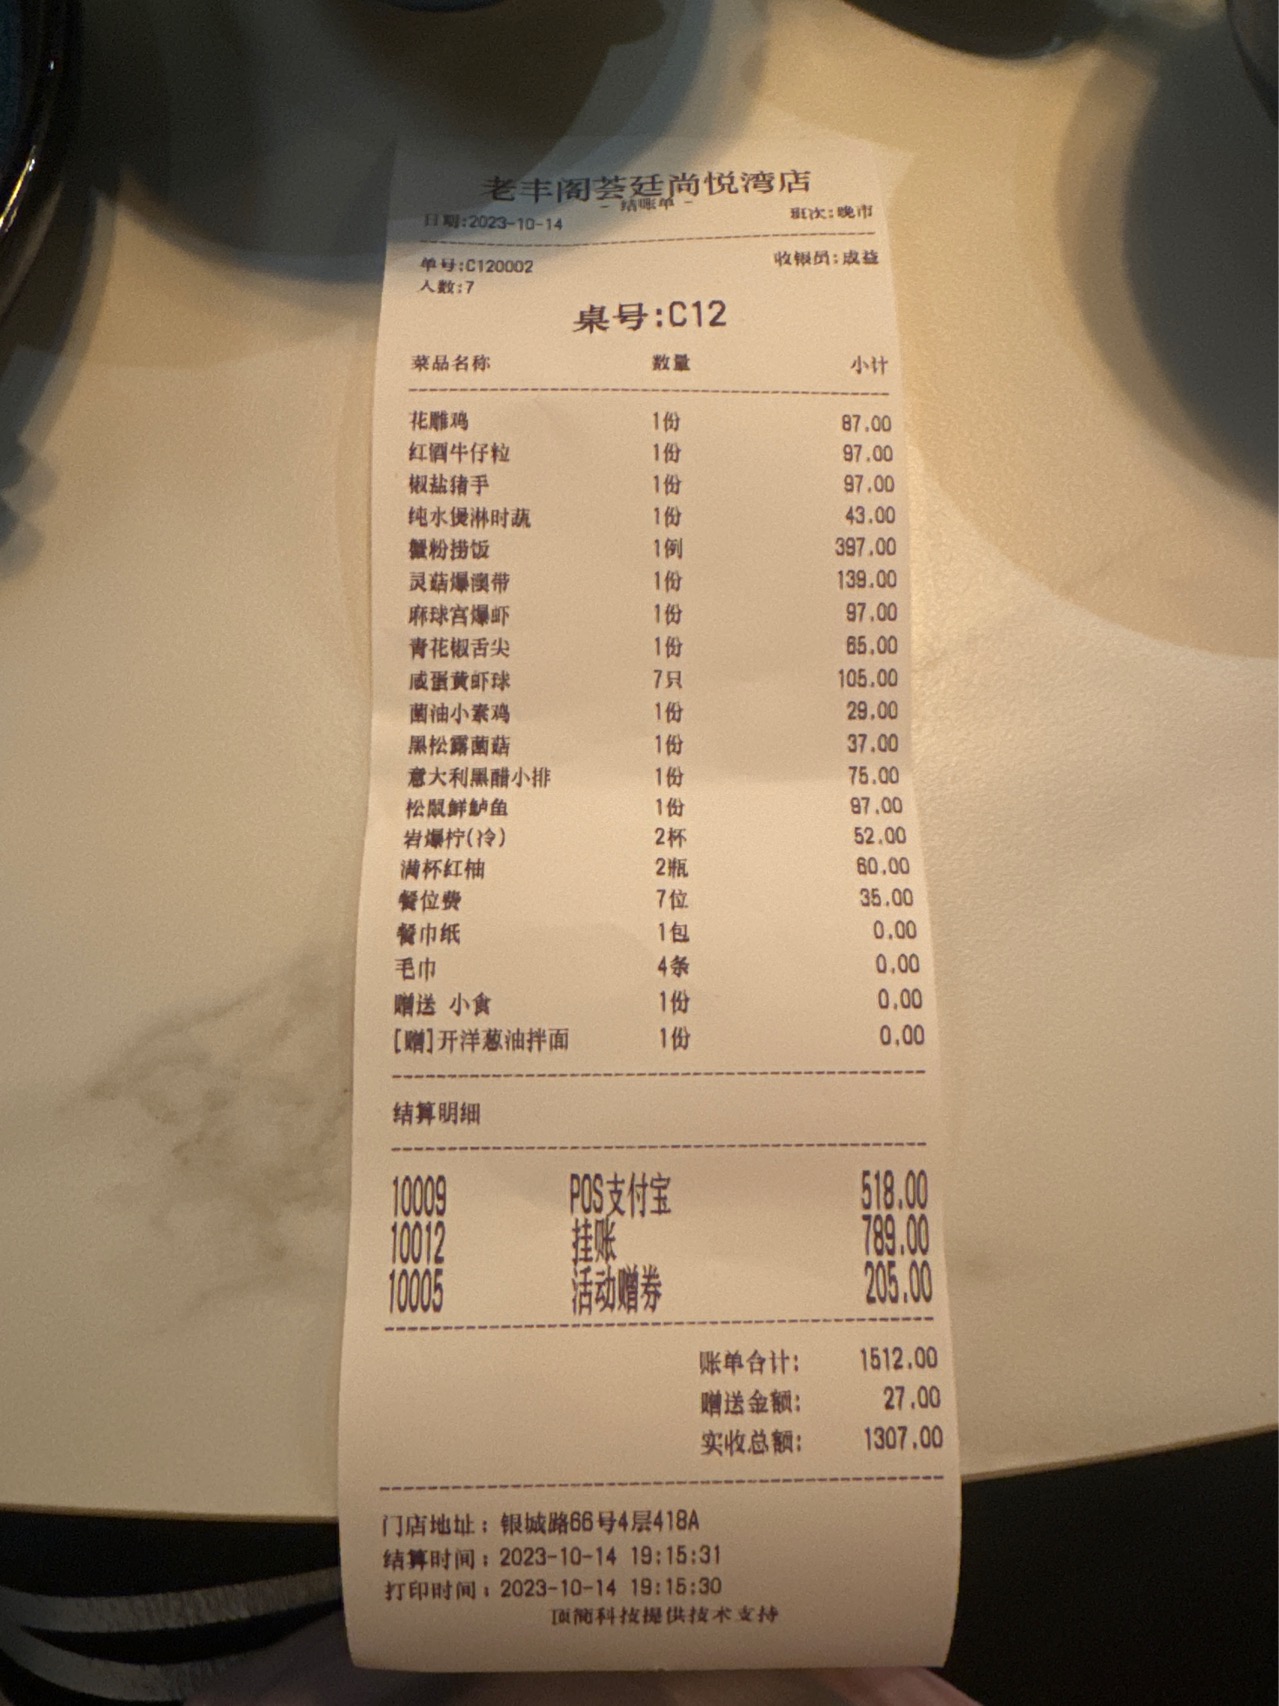 老丰阁荟廷尚悦湾店
- 结账单 -
日期:2023-10-14 班次:晚市
单号:C120002 收银员:成益
人数:7
桌号:C12
菜品名称 数量 小计
花雕鸡 1份 87.00
红酒牛仔粒 1份 97.00
椒盐猪手 1份 97.00
纯水煲淋时蔬 1份 43.00
蟹粉捞饭 1例 397.00
灵菇爆澳带 1份 139.00
麻球宫爆虾 1份 97.00
青花椒舌尖 1份 65.00
咸蛋黄虾球 7只 105.00
菌油小素鸡 1份 29.00
黑松露菌菇 1份 37.00
意大利黑醋小排 1份 75.00
松鼠鲜鲈鱼 1份 97.00
岩爆柠(冷) 2杯 52.00
满杯红柚 2瓶 60.00
餐位费 7位 35.00
餐巾纸 1包 0.00
毛巾 4条 0.00
赠送 小食 1份 0.00
[赠]开洋葱油拌面 1份 0.00
结算明细
10009 POS支付宝 518.00
10012 挂账 789.00
10005 活动赠券 205.00
账单合计: 1512.00
赠送金额: 27.00
实收总额: 1307.00
门店地址：银城路66号4层418A
结算时间：2023-10-14 19:15:31
打印时间：2023-10-14 19:15:30
顶简科技提供技术支持